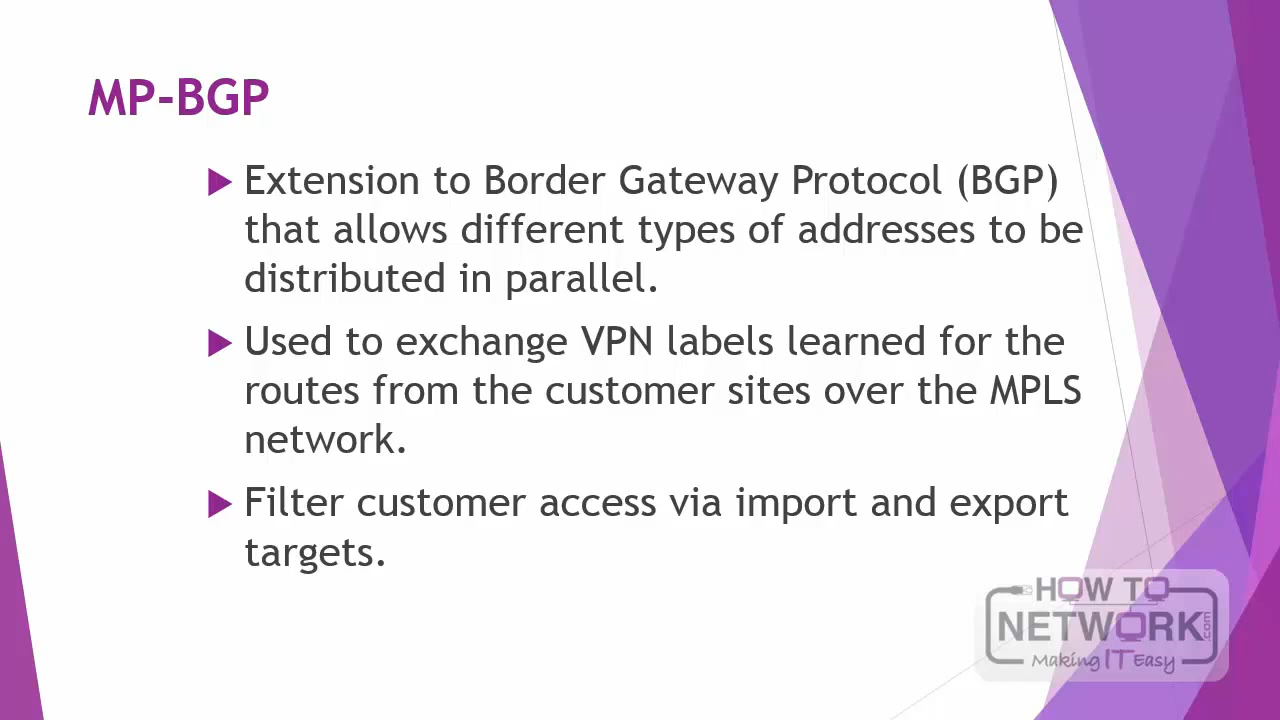 MP-BGP
Extension to Border Gateway Protocol (BGP)
that allows different types of addresses to be
distributed in parallel.
Used to exchange VPN labels learned for the
routes from the customer sites over the MPLS
network.
Filter customer access via import and export
targets.
HOW TO
NETWORK.com
Making IT Easy